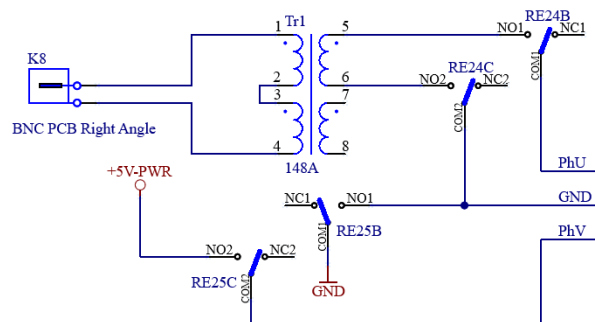 RE24B
Tr1
1
5
NO1
NC1
COM1
K8
RE24C
2
6
NO2
NC2
COM2
3
7
BNC PCB Right Angle
4
8
148A
+5V-PWR
PhU
NC1
NO1
GND
COM1
RE25B
PhV
NO2
NC2
COM2
RE25C
GND